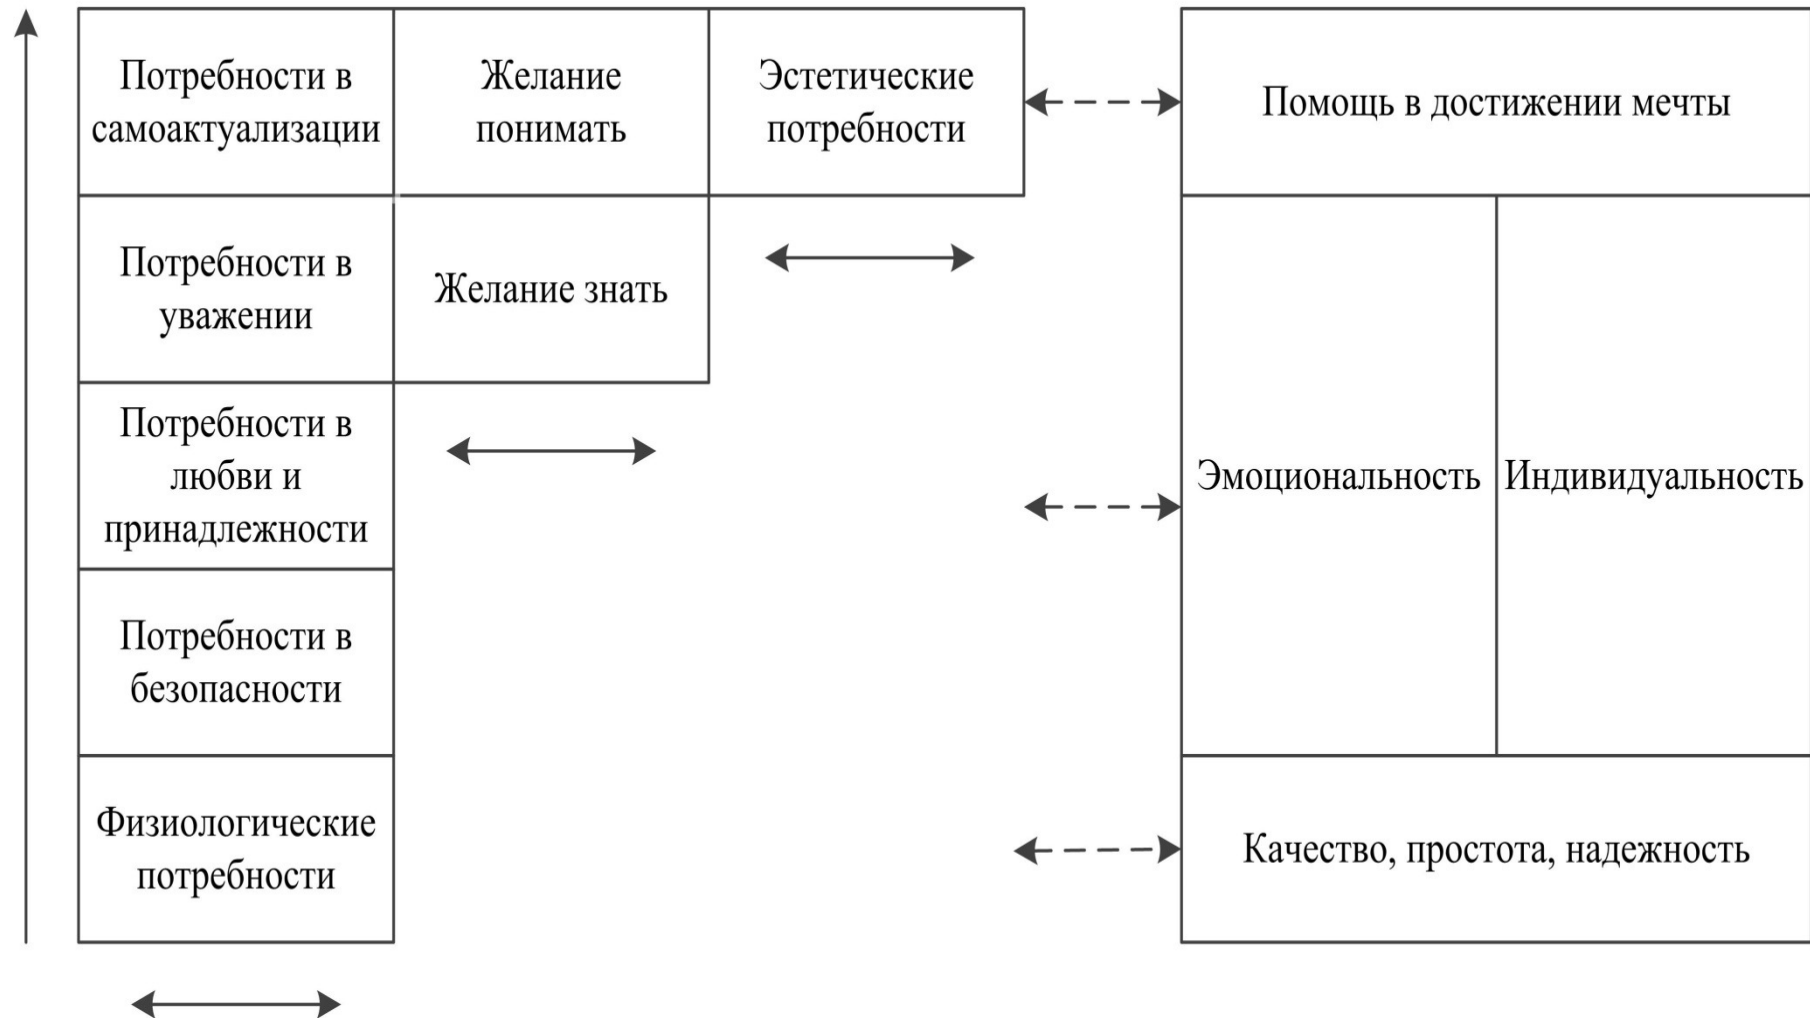 Потребности в
самоактуализации
Желание
понимать
Эстетические
потребности
Помощь в достижении мечты
Потребности в
уважении
Желание знать
Потребности в
любви и
принадлежности
Эмоциональность
Индивидуальность
Потребности в
безопасности
Физиологические
потребности
Качество, простота, надежность